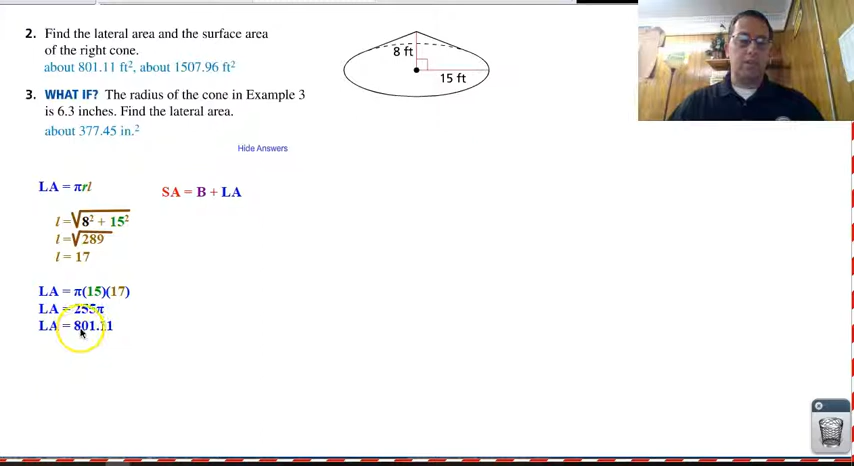 2. Find the lateral area and the surface area
of the right cone.
about 801.11 ft², about 1507.96 ft²
8 ft
15 ft
3. WHAT IF? The radius of the cone in Example 3
is 6.3 inches. Find the lateral area.
about 377.45 in.²
Hide Answers
LA = πrl
SA = B + LA
l = √8² + 15²
l = √289
l = 17
LA = π(15)(17)
LA = 255π
LA = 801.11